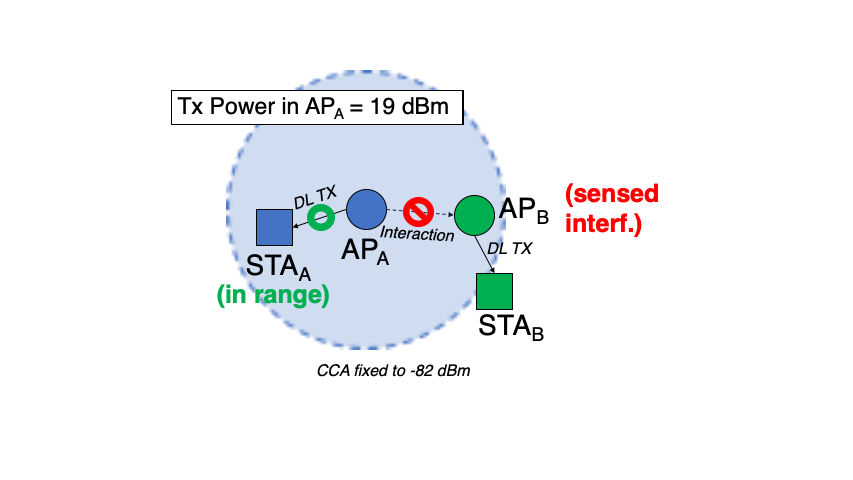 Tx Power in APA = 19 dBm
DL TX
(sensed
interf.)
APB
Interaction
APA
DL TX
STAA
(in range)
STAB
CCA fixed to -82 dBm